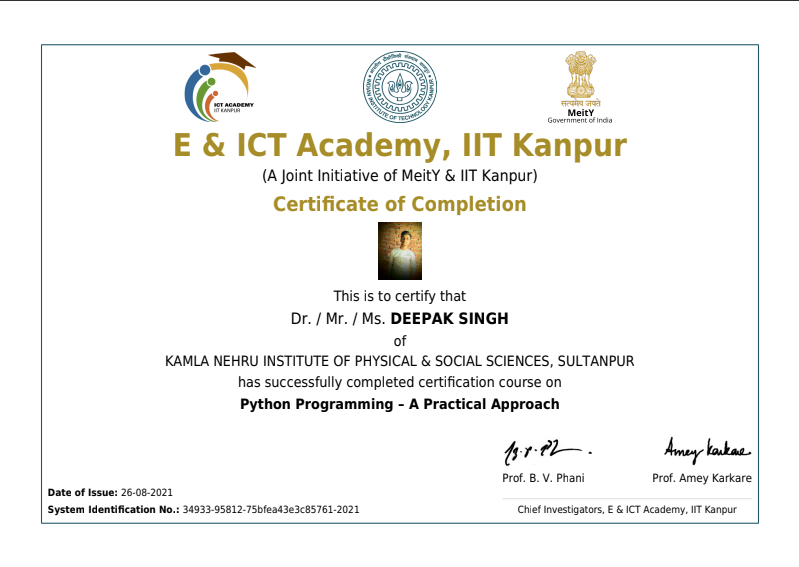 ICT ACADEMY
IIT KANPUR
INDIAN INSTITUTE OF TECHNOLOGY KANPUR
सत्यमेव जयते
MeitY
Government of India
E & ICT Academy, IIT Kanpur
(A Joint Initiative of MeitY & IIT Kanpur)
Certificate of Completion
This is to certify that
Dr. / Mr. / Ms. DEEPAK SINGH
of
KAMLA NEHRU INSTITUTE OF PHYSICAL & SOCIAL SCIENCES, SULTANPUR
has successfully completed certification course on
Python Programming – A Practical Approach
Amey Karkare
Prof. B. V. Phani
Prof. Amey Karkare
Date of Issue: 26-08-2021
System Identification No.: 34933-95812-75bfea43e3c85761-2021
Chief Investigators, E & ICT Academy, IIT Kanpur